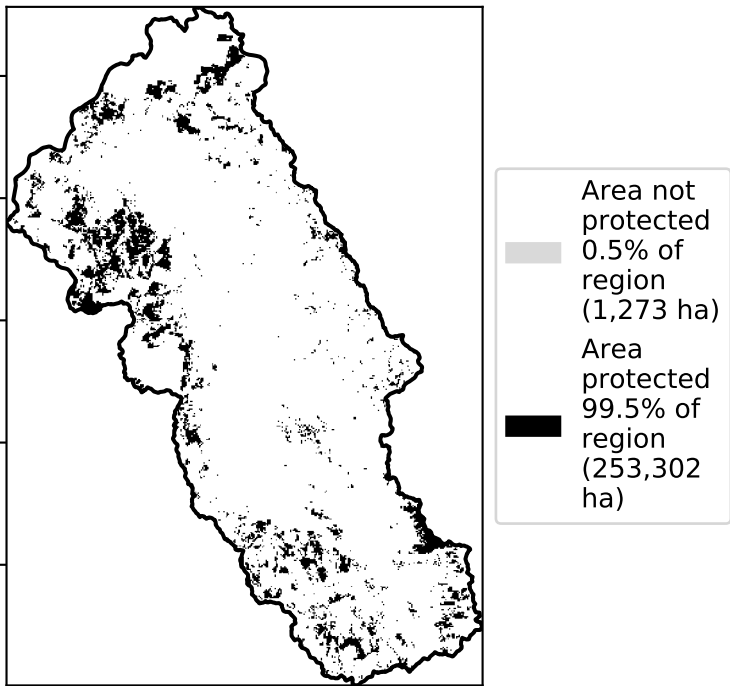 Area not
protected
0.5% of
region
(1,273 ha)
Area
protected
99.5% of
region
(253,302
ha)